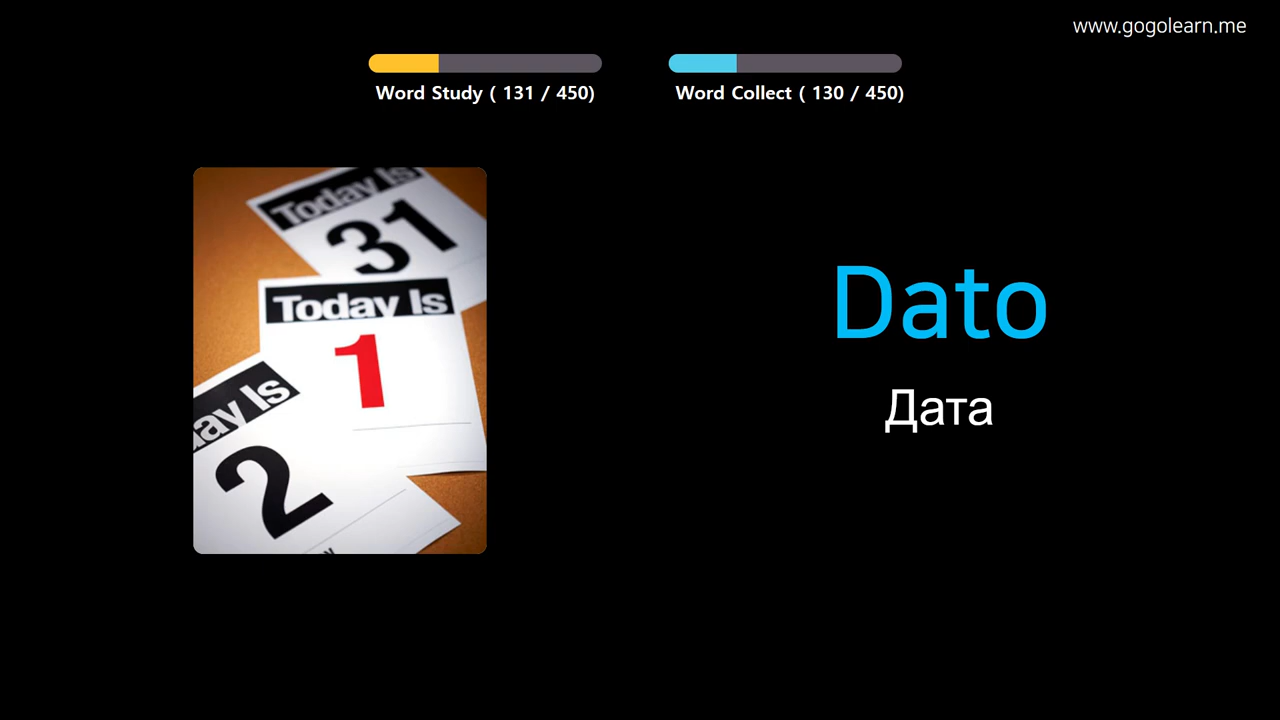 www.gogolearn.me
Word Study ( 131 / 450)
Word Collect ( 130 / 450)
Today Is
31
Today Is
1
ay Is
2
Dato
Дата